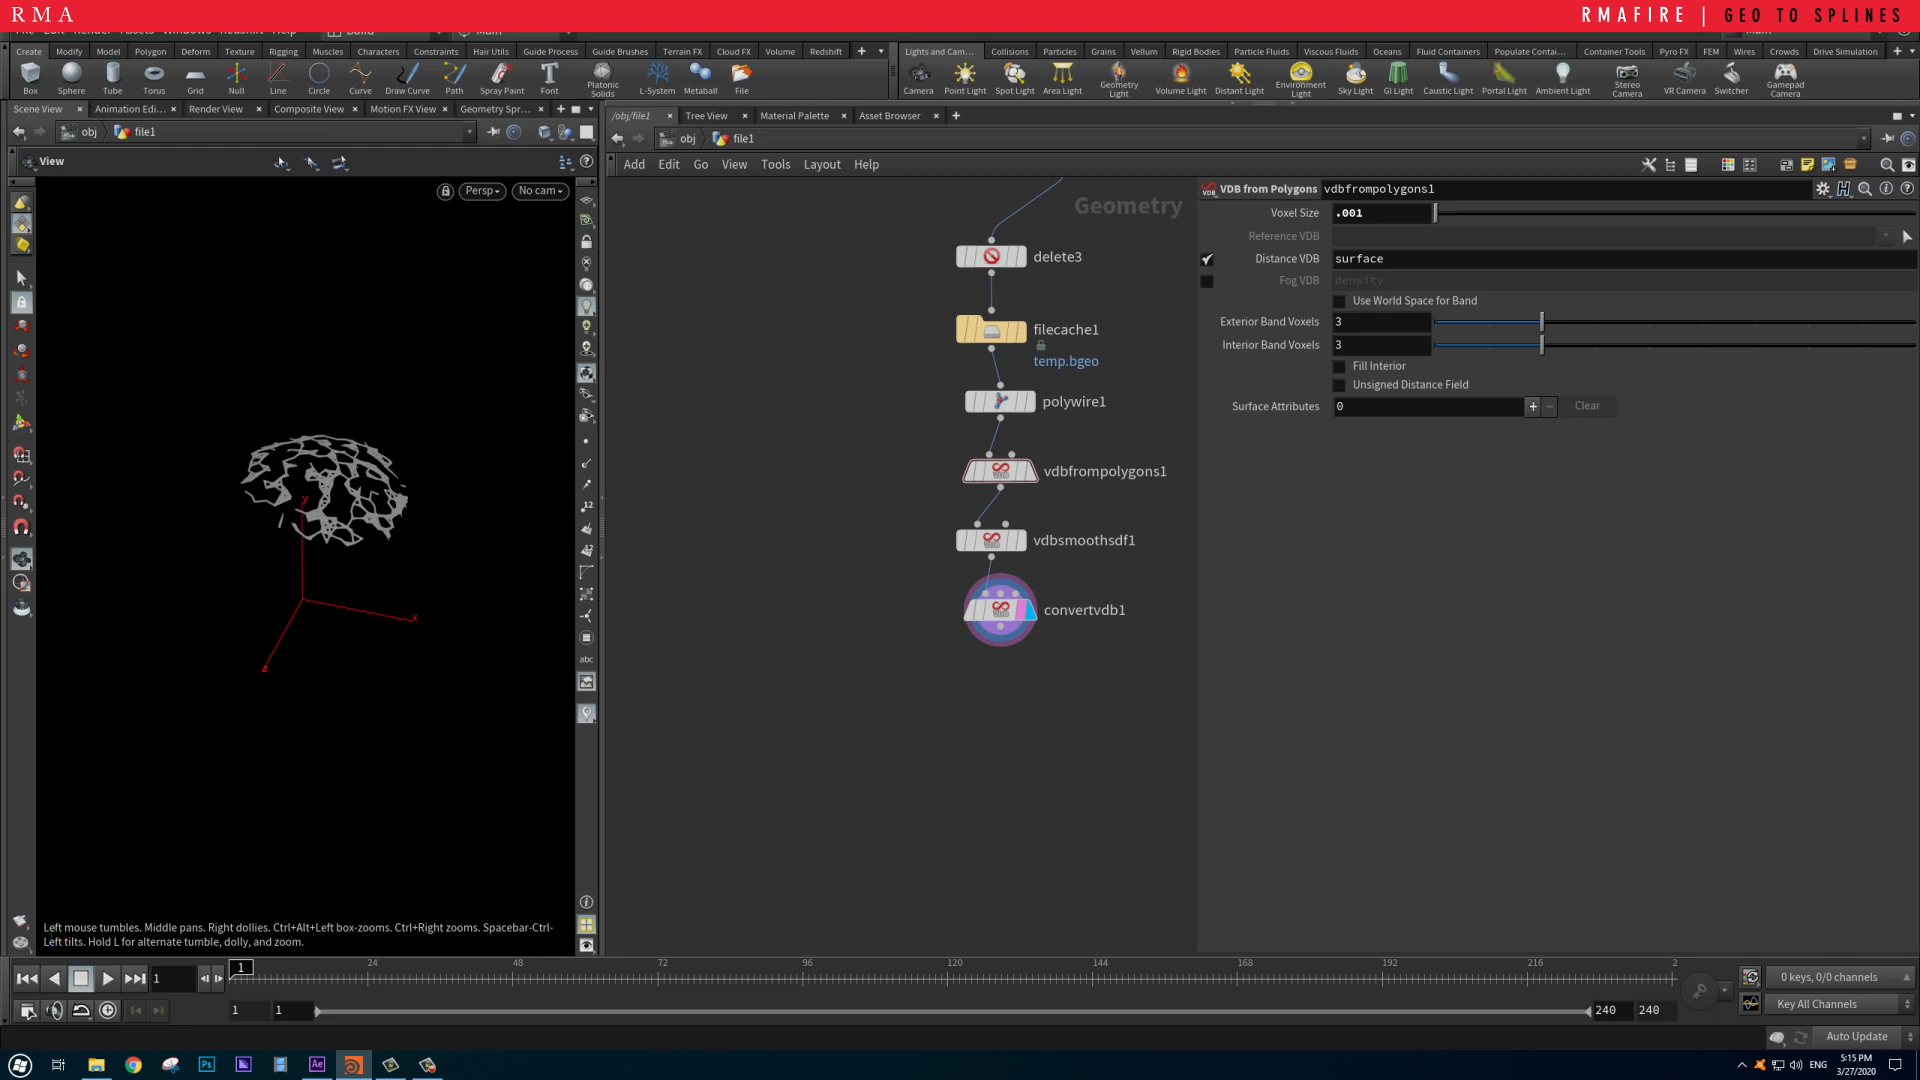 RMA
RMAFIRE | GEO TO SPLINES
Create Modify Model Polygon Deform Texture Rigging Muscles Characters Constraints Hair Utils Guide Process Guide Brushes Terrain FX Cloud FX Volume Redshift
Lights and Cam... Collisions Particles Grains Vellum Rigid Bodies Particle Fluids Viscous Fluids Oceans Fluid Containers Populate Contai... Container Tools Pyro FX FEM Wires Crowds Drive Simulation
Box Sphere Tube Torus Grid Null Line Circle Curve Draw Curve Path Spray Paint Font Platonic Solids L-System Metaball File
Camera Point Light Spot Light Area Light Geometry Light Volume Light Distant Light Environment Light Sky Light GI Light Caustic Light Portal Light Ambient Light Stereo Camera VR Camera Switcher Gamepad Camera
Scene View Animation Edi... Render View Composite View Motion FX View Geometry Spr...
/obj/file1 Tree View Material Palette Asset Browser
obj file1
obj file1
View
Add Edit Go View Tools Layout Help
Persp No cam
Geometry
delete3
filecache1
temp.bgeo
polywire1
vdbfrompolygons1
vdbsmoothsdf1
convertvdb1
VDB from Polygons vdbfrompolygons1
Voxel Size .001
Reference VDB
Distance VDB surface
Fog VDB density
Use World Space for Band
Exterior Band Voxels 3
Interior Band Voxels 3
Fill Interior
Unsigned Distance Field
Surface Attributes 0 + − Clear
y
x
z
12
12
abc
Left mouse tumbles. Middle pans. Right dollies. Ctrl+Alt+Left box-zooms. Ctrl+Right zooms. Spacebar-Ctrl-
Left tilts. Hold L for alternate tumble, dolly, and zoom.
1
1 24 48 72 96 120 144 168 192 216 2
0 keys, 0/0 channels
1 1 240 240
Key All Channels
Auto Update
Ps Ae
ENG
5:15 PM
3/27/2020